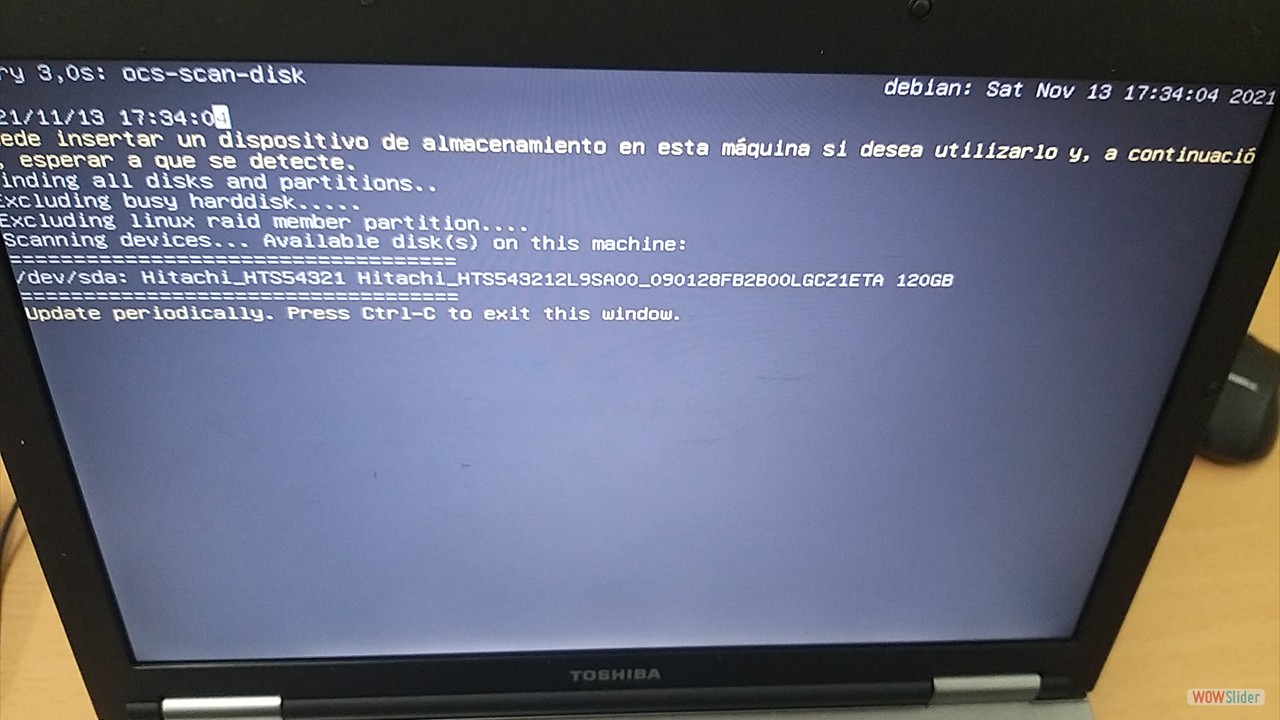 ry 3,0s: ocs-scan-disk
debian: Sat Nov 13 17:34:04 2021
21/11/13 17:34:04
ede insertar un dispositivo de almacenamiento en esta máquina si desea utilizarlo y, a continuació
, esperar a que se detecte.
inding all disks and partitions..
Excluding busy harddisk.....
Excluding linux raid member partition....
Scanning devices... Available disk(s) on this machine:
=====================================
/dev/sda: Hitachi_HTS54321 Hitachi_HTS543212L9SA00_090128FB2B00LGCZ1ETA 120GB
=====================================
Update periodically. Press Ctrl-C to exit this window.
TOSHIBA
WOWSlider